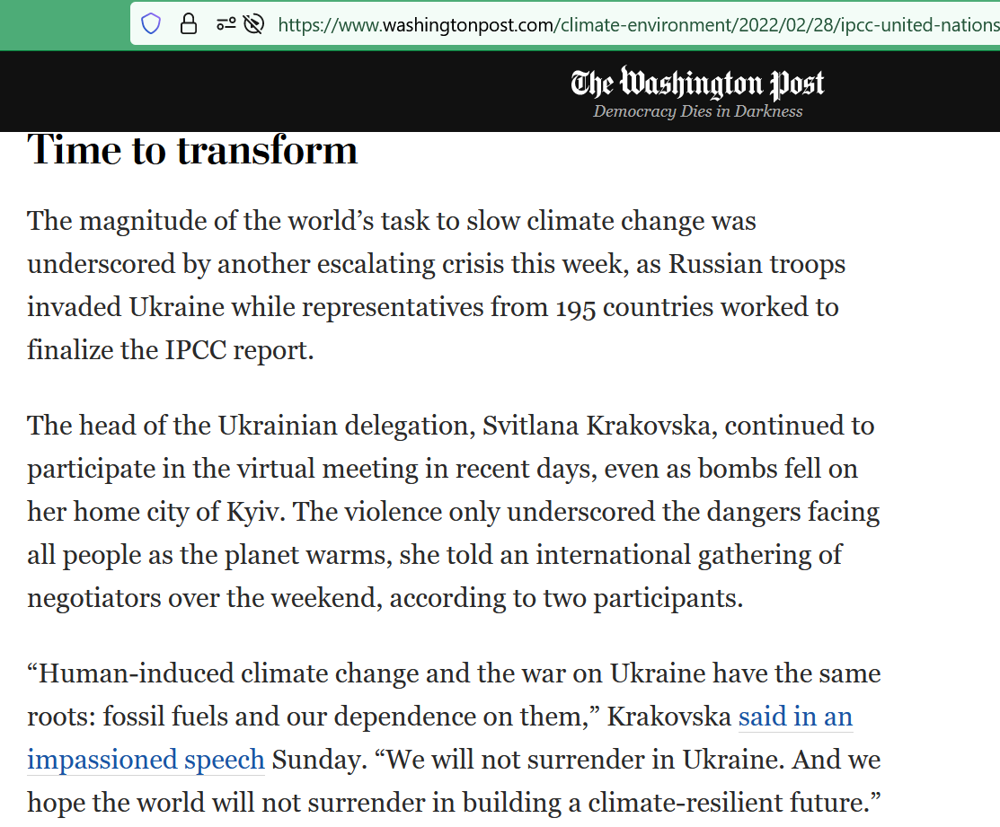 https://www.washingtonpost.com/climate-environment/2022/02/28/ipcc-united-nations
The Washington Post
Democracy Dies in Darkness
Time to transform
The magnitude of the world’s task to slow climate change was
underscored by another escalating crisis this week, as Russian troops
invaded Ukraine while representatives from 195 countries worked to
finalize the IPCC report.
The head of the Ukrainian delegation, Svitlana Krakovska, continued to
participate in the virtual meeting in recent days, even as bombs fell on
her home city of Kyiv. The violence only underscored the dangers facing
all people as the planet warms, she told an international gathering of
negotiators over the weekend, according to two participants.
“Human-induced climate change and the war on Ukraine have the same
roots: fossil fuels and our dependence on them,” Krakovska said in an
impassioned speech Sunday. “We will not surrender in Ukraine. And we
hope the world will not surrender in building a climate-resilient future.”